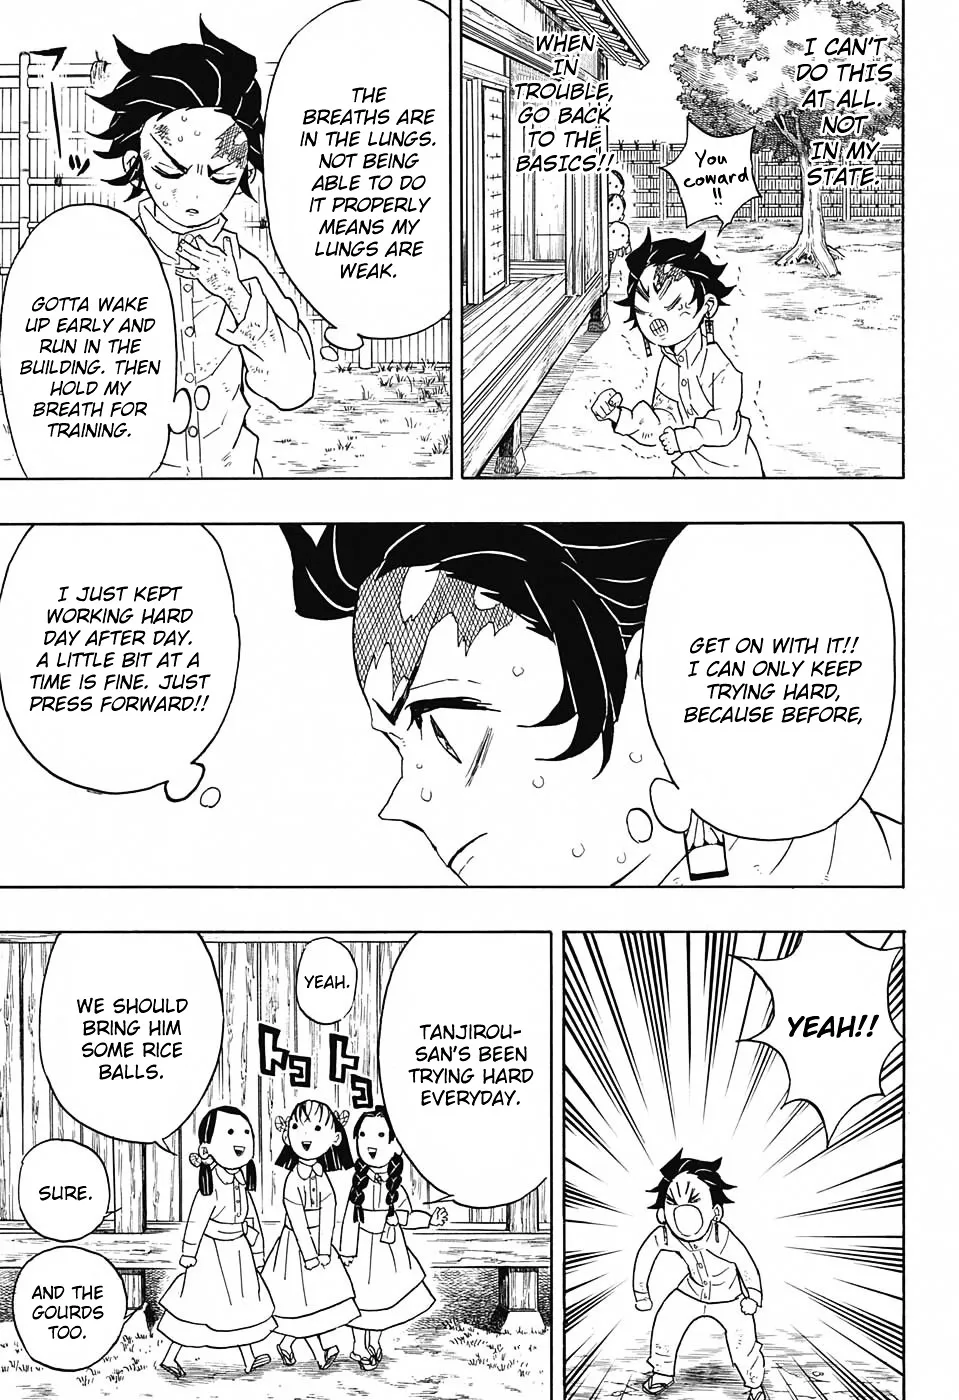 I CAN'T
DO THIS
AT ALL.
NOT
IN MY
STATE.
You
coward
!!
WHEN
IN
TROUBLE,
GO BACK
TO THE
BASICS!!
THE
BREATHS ARE
IN THE LUNGS.
NOT BEING
ABLE TO DO
IT PROPERLY
MEANS MY
LUNGS ARE
WEAK.
GOTTA WAKE
UP EARLY AND
RUN IN THE
BUILDING. THEN
HOLD MY
BREATH FOR
TRAINING.
GET ON WITH IT!!
I CAN ONLY KEEP
TRYING HARD,
BECAUSE BEFORE,
I JUST KEPT
WORKING HARD
DAY AFTER DAY.
A LITTLE BIT AT A
TIME IS FINE. JUST
PRESS FORWARD!!
YEAH!!
TANJIROU-
SAN'S BEEN
TRYING HARD
EVERYDAY.
YEAH.
トコ
トコ
WE SHOULD
BRING HIM
SOME RICE
BALLS.
SURE.
AND THE
GOURDS
TOO.